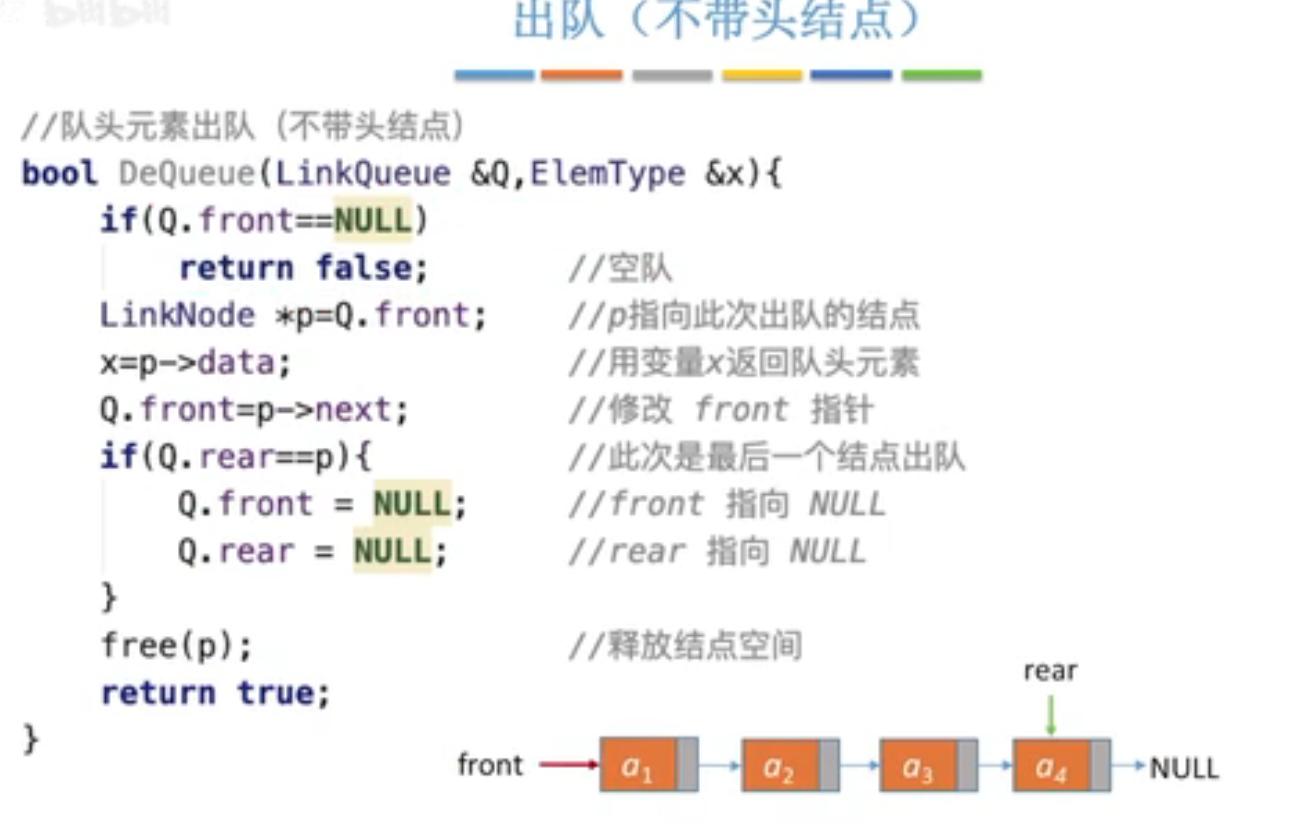 bilibili
出队（不带头结点）
//队头元素出队（不带头结点）
bool DeQueue(LinkQueue &Q,ElemType &x){
if(Q.front==NULL)
return false; //空队
LinkNode *p=Q.front; //p指向此次出队的结点
x=p->data; //用变量x返回队头元素
Q.front=p->next; //修改 front 指针
if(Q.rear==p){ //此次是最后一个结点出队
Q.front = NULL; //front 指向 NULL
Q.rear = NULL; //rear 指向 NULL
}
free(p); //释放结点空间
return true;
}
rear
front a1 a2 a3 a4 NULL